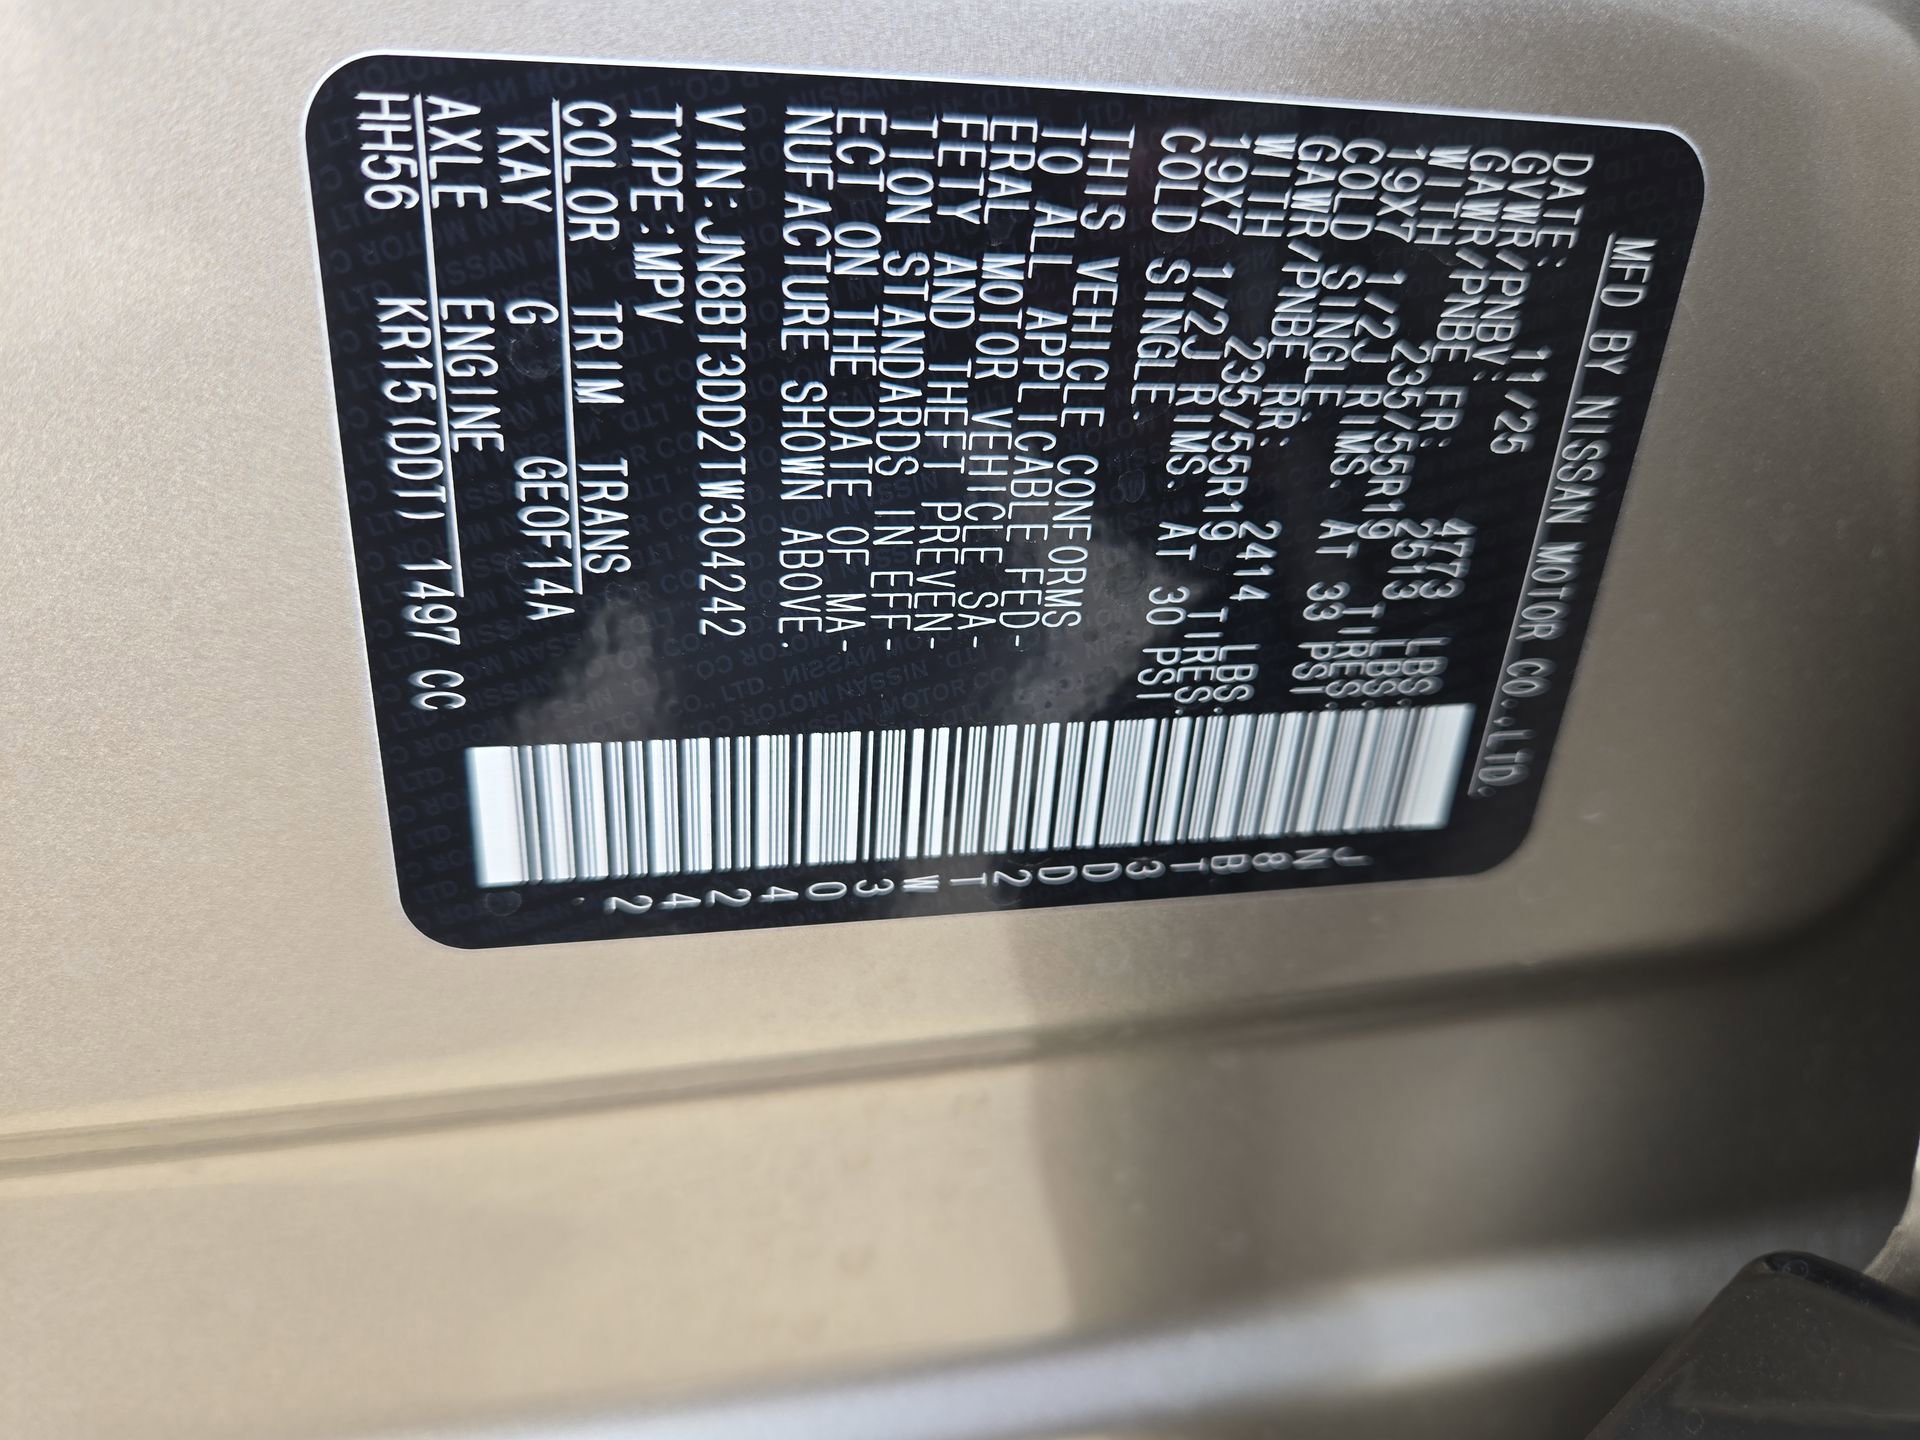 MFD BY NISSAN MOTOR CO.,LTD.
DATE: 11/25
GVWR/PNBV: 4773 LBS.
GAWR/PNBE FR: 2513 LBS.
WITH 235/55R19 TIRES.
19X7 1/2J RIMS. AT 33 PSI
COLD SINGLE.
GAWR/PNBE RR: 2414 LBS.
WITH 235/55R19 TIRES.
19X7 1/2J RIMS. AT 30 PSI
COLD SINGLE.
THIS VEHICLE CONFORMS
TO ALL APPLICABLE FED-
ERAL MOTOR VEHICLE SA-
FETY AND THEFT PREVEN-
TION STANDARDS IN EFF-
ECT ON THE DATE OF MA-
NUFACTURE SHOWN ABOVE.
VIN:JN8BT3DD2TW304242
TYPE:MPV
COLOR TRIM TRANS
KAY G GE0F14A
AXLE ENGINE
HH56 KR15(DDT) 1497 CC
JN8BT3DD2TW304242